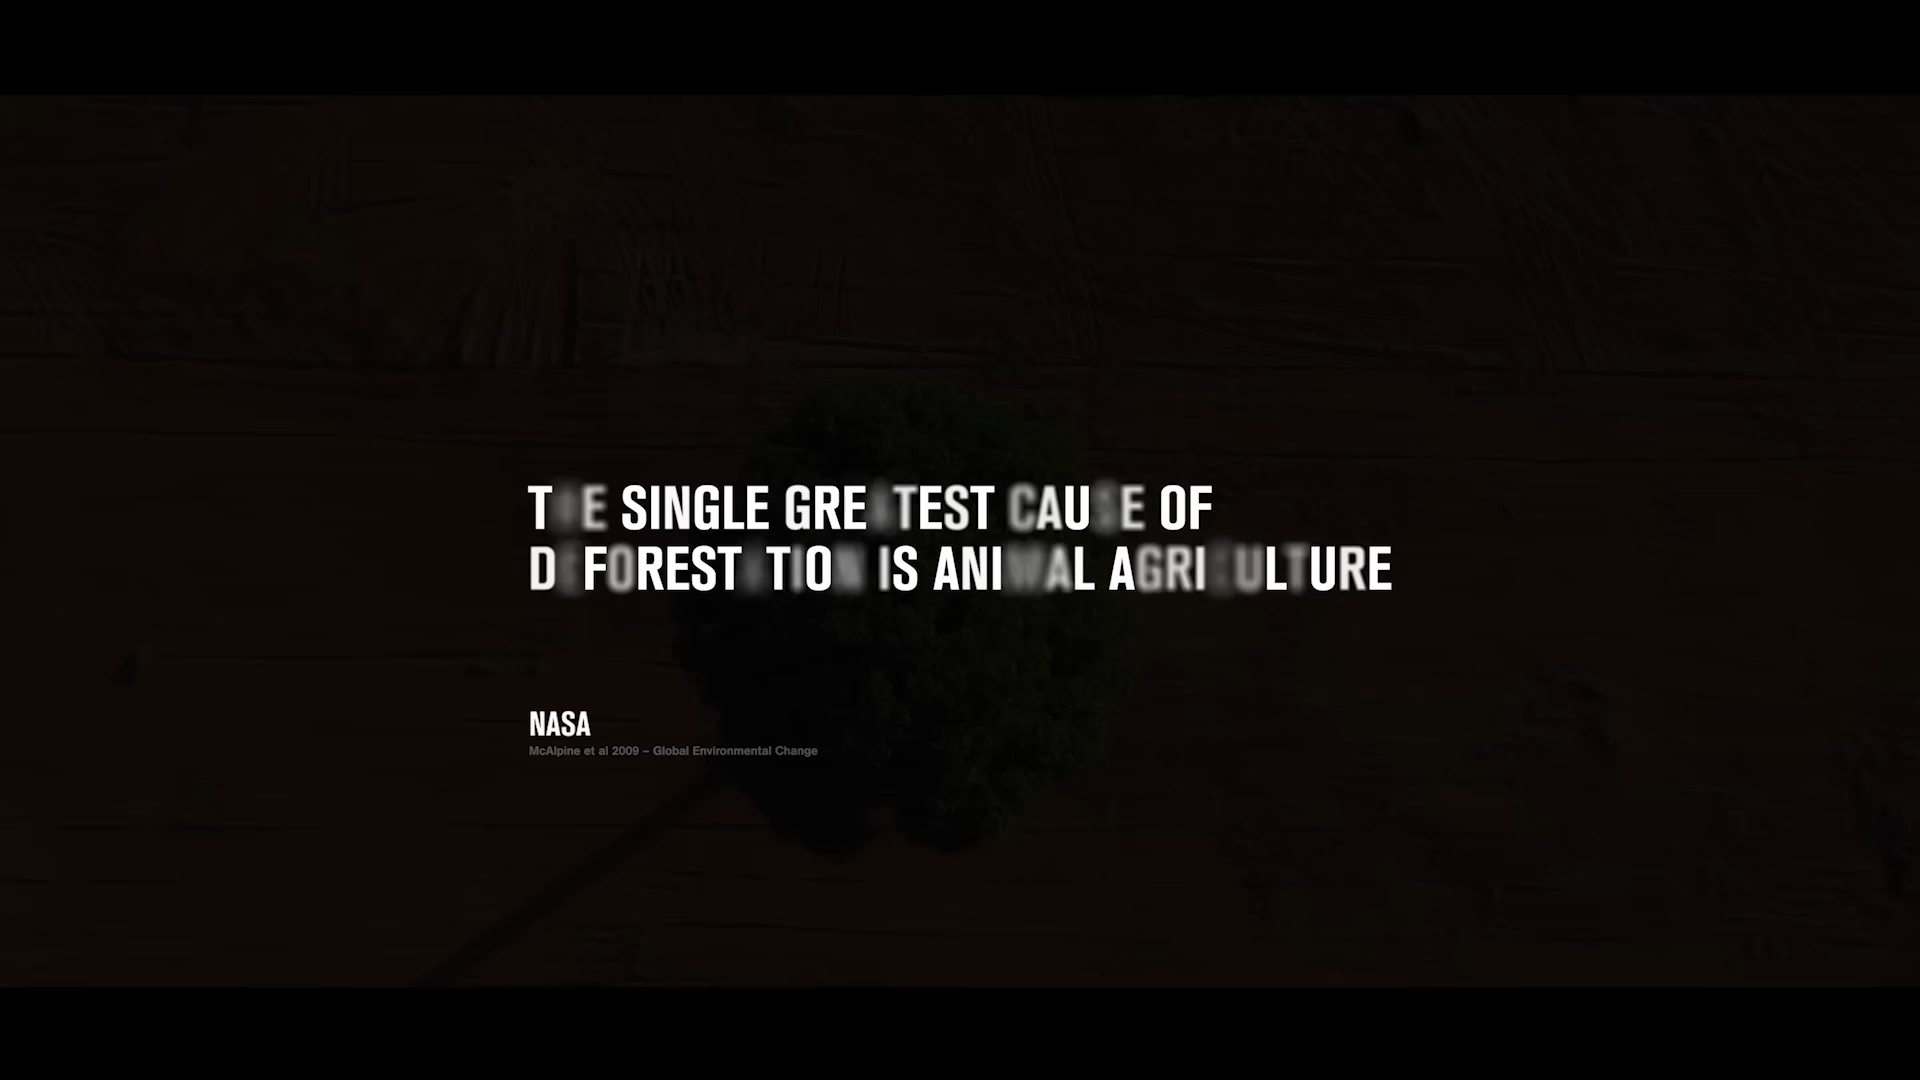 THE SINGLE GREATEST CAUSE OF
DEFORESTATION IS ANIMAL AGRICULTURE
NASA
McAlpine et al 2009 – Global Environmental Change